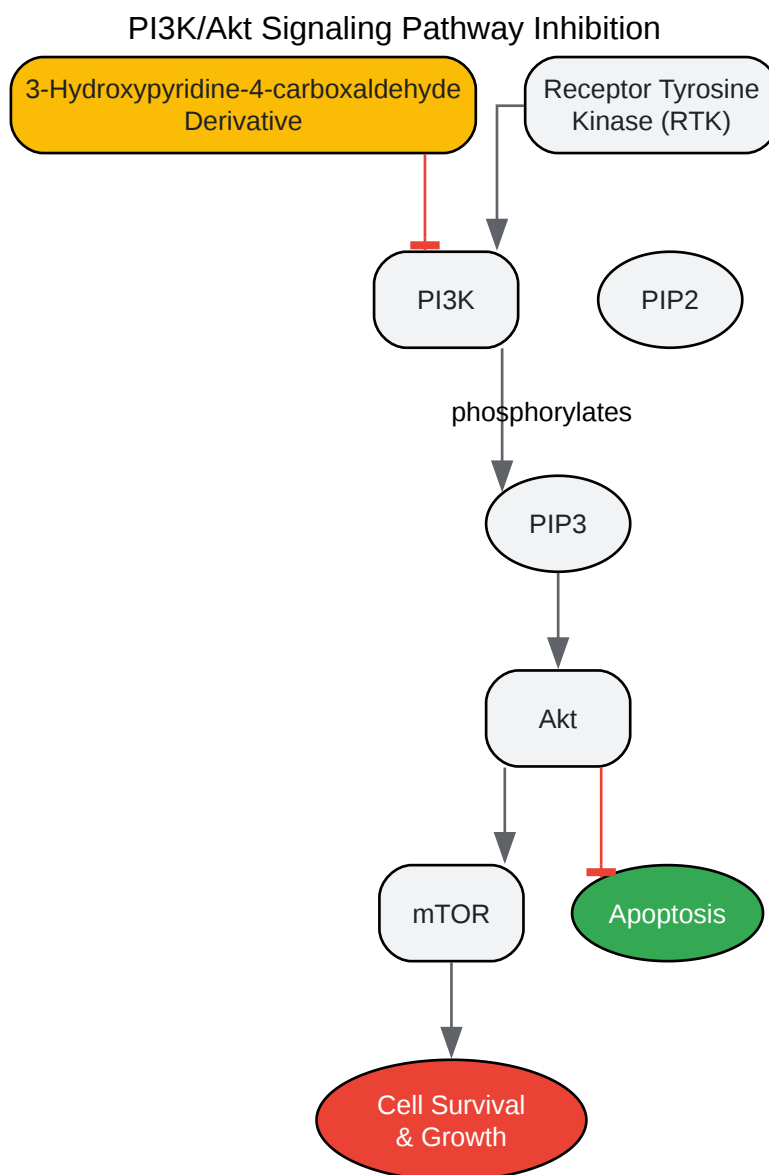 PI3K/Akt Signaling Pathway Inhibition
3-Hydroxypyridine-4-carboxaldehyde
Derivative
Receptor Tyrosine
Kinase (RTK)
PI3K
PIP2
phosphorylates
PIP3
Akt
mTOR
Apoptosis
Cell Survival
& Growth